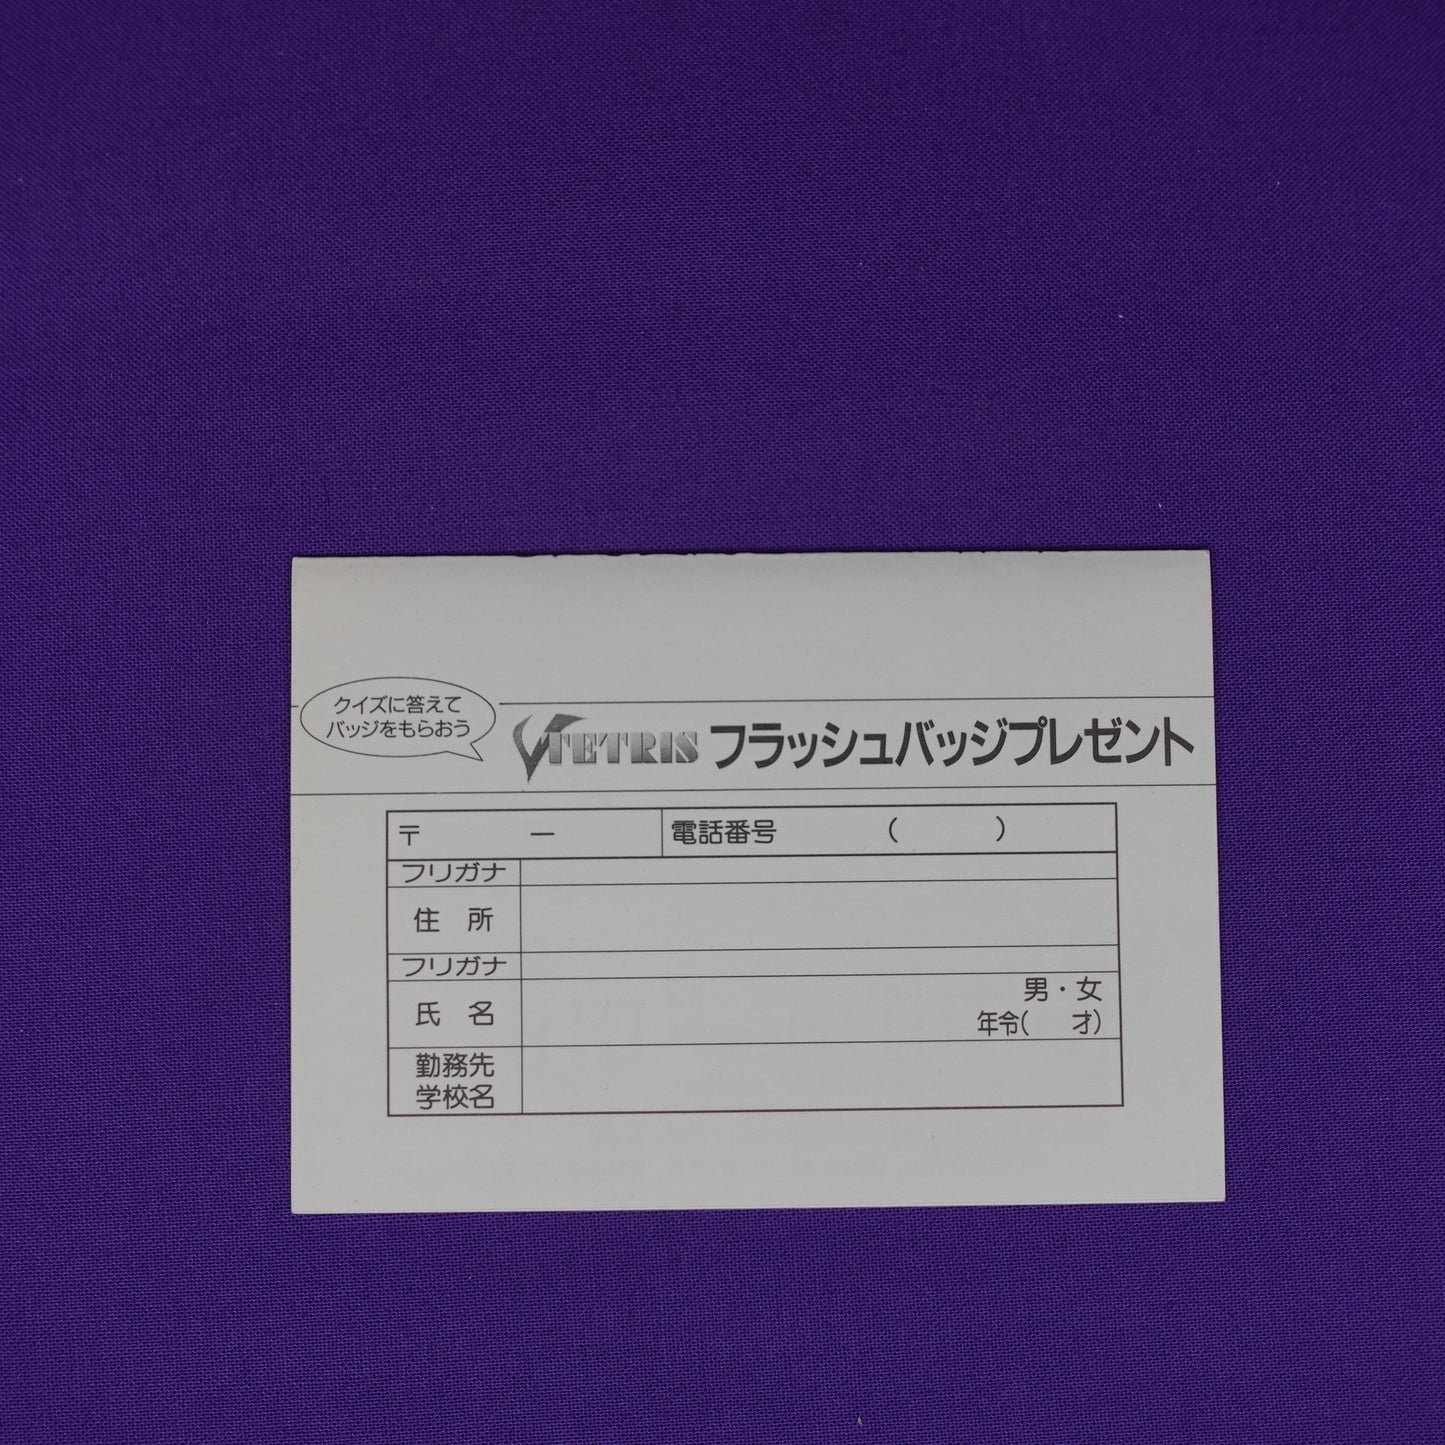 クイズに答えて
バッジをもらおう
V TETRIS フラッシュバッジプレゼント
〒 － 電話番号 ( )
フリガナ
住 所
フリガナ
氏 名
男・女
年令( 才)
勤務先
学校名